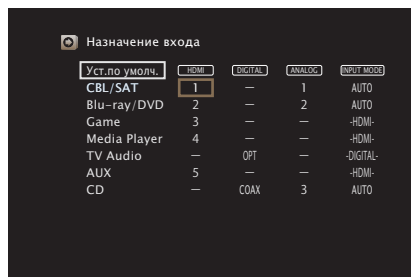 Назначение входа
Уст.по умолч. HDMI DIGITAL ANALOG INPUT MODE
CBL/SAT 1 — 1 AUTO
Blu-ray/DVD 2 — 2 AUTO
Game 3 — — -HDMI-
Media Player 4 — — -HDMI-
TV Audio — OPT — -DIGITAL-
AUX 5 — — -HDMI-
CD — COAX 3 AUTO